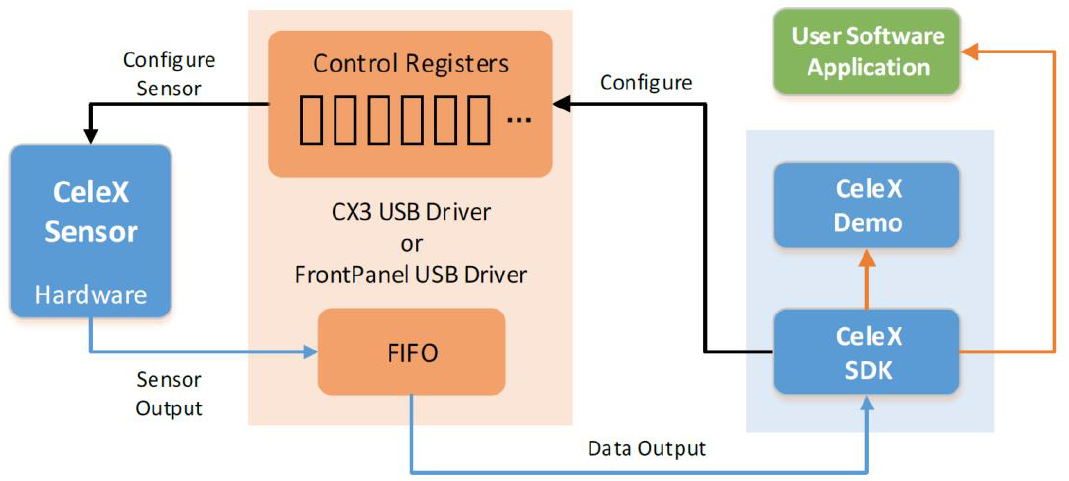 Configure
Sensor
Control Registers
...
Configure
User Software
Application
CeleX
Sensor
Hardware
CX3 USB Driver
or
FrontPanel USB Driver
CeleX
Demo
FIFO
CeleX
SDK
Sensor
Output
Data Output